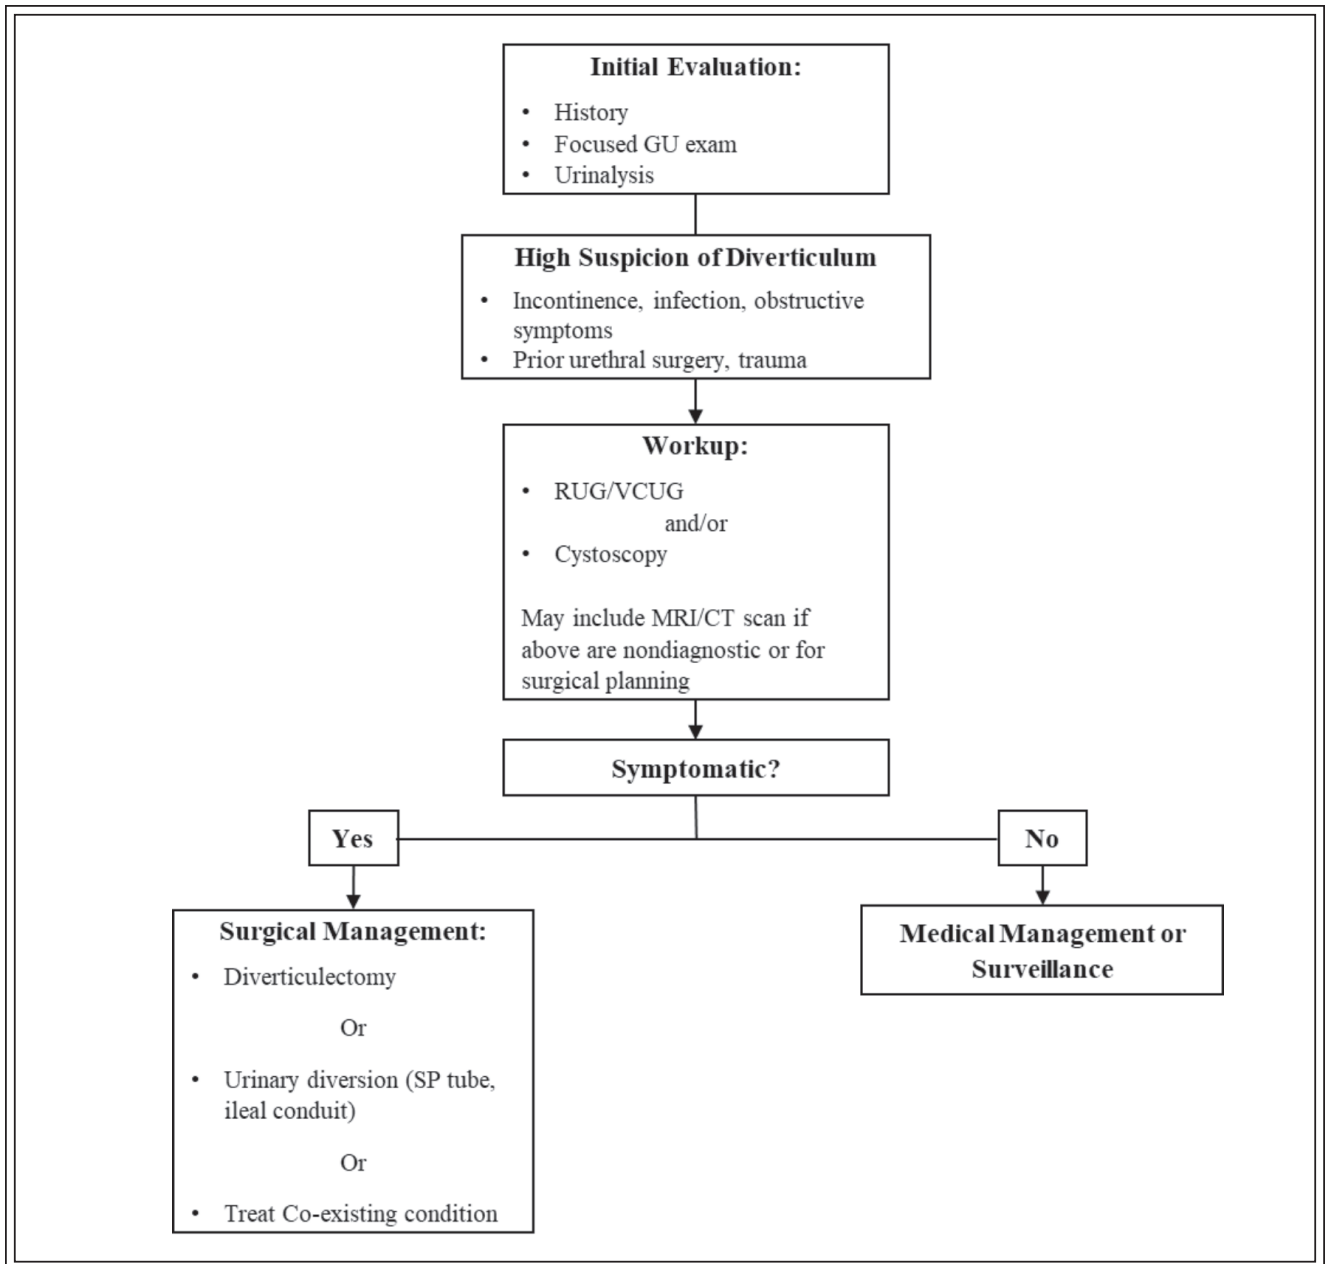 Initial Evaluation:
• History
• Focused GU exam
• Urinalysis
High Suspicion of Diverticulum
• Incontinence, infection, obstructive
symptoms
• Prior urethral surgery, trauma
Workup:
• RUG/VCUG
and/or
• Cystoscopy
May include MRI/CT scan if
above are nondiagnostic or for
surgical planning
Symptomatic?
Yes
No
Surgical Management:
• Diverticulectomy
Or
• Urinary diversion (SP tube,
ileal conduit)
Or
• Treat Co-existing condition
Medical Management or
Surveillance